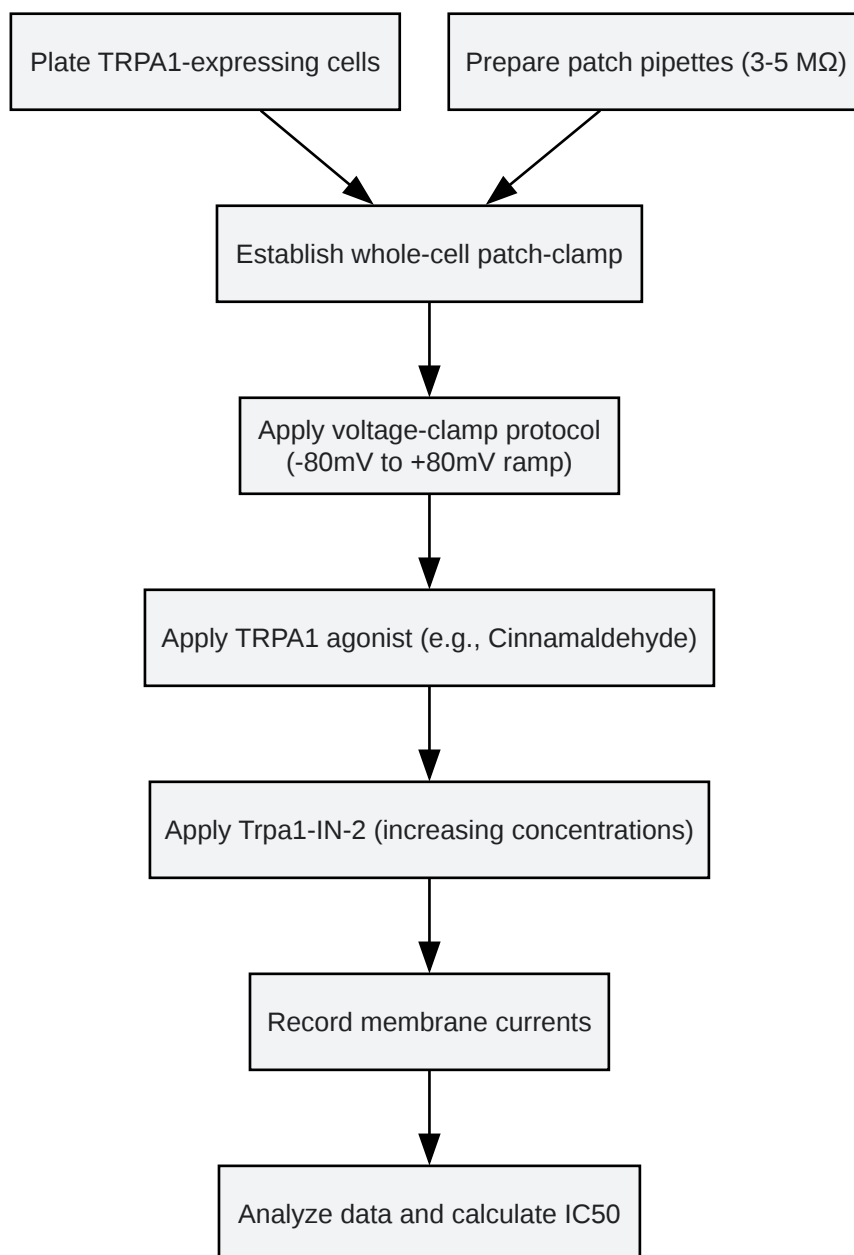 Plate TRPA1-expressing cells
Prepare patch pipettes (3-5 MΩ)
Establish whole-cell patch-clamp
Apply voltage-clamp protocol
(-80mV to +80mV ramp)
Apply TRPA1 agonist (e.g., Cinnamaldehyde)
Apply Trpa1-IN-2 (increasing concentrations)
Record membrane currents
Analyze data and calculate IC50